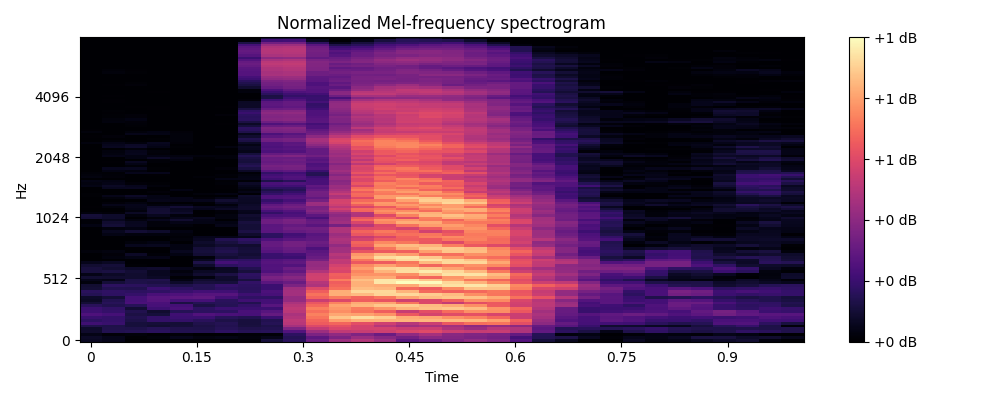 Normalized Mel-frequency spectrogram
Hz
4096
2048
1024
512
0
0 0.15 0.3 0.45 0.6 0.75 0.9
Time
+1 dB
+1 dB
+1 dB
+0 dB
+0 dB
+0 dB